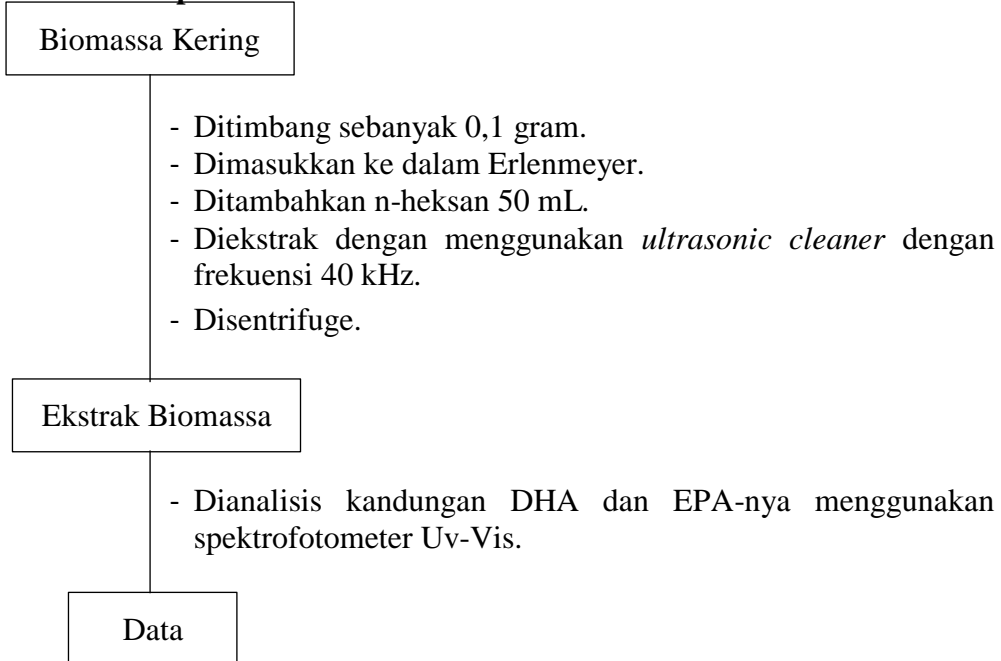 Biomassa Kering
- Ditimbang sebanyak 0,1 gram.
- Dimasukkan ke dalam Erlenmeyer.
- Ditambahkan n-heksan 50 mL.
- Diekstrak dengan menggunakan ultrasonic cleaner dengan
frekuensi 40 kHz.
- Disentrifuge.
Ekstrak Biomassa
- Dianalisis kandungan DHA dan EPA-nya menggunakan
spektrofotometer Uv-Vis.
Data